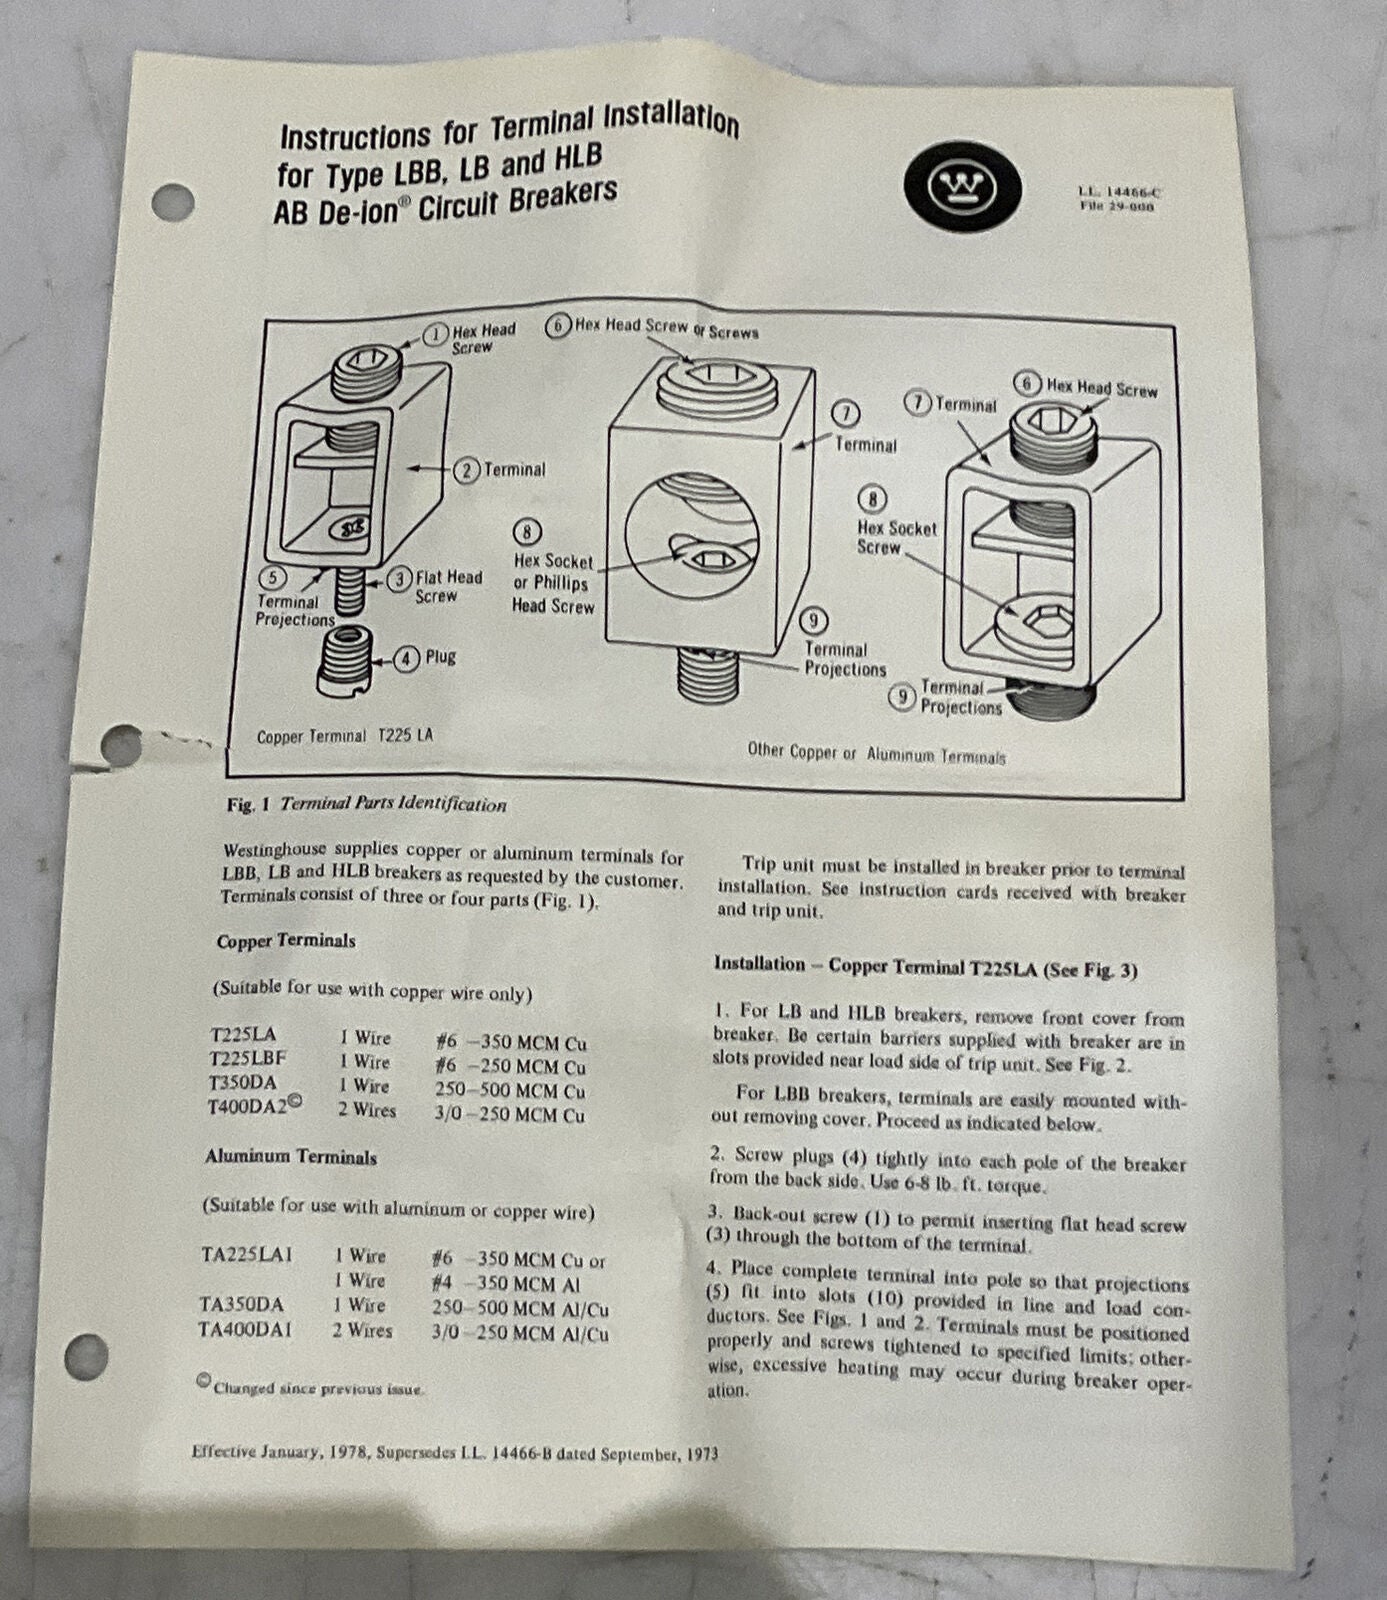 Instructions for Terminal Installation
for Type LBB, LB and HLB
AB De-ion® Circuit Breakers
I.L. 14466-C
File 29-000
① Hex Head
Screw
⑥ Hex Head Screw or Screws
② Terminal
⑤
Terminal
Projections
③ Flat Head
Screw
④ Plug
Copper Terminal T225 LA
⑦
Terminal
⑧
Hex Socket
or Phillips
Head Screw
⑨
Terminal
Projections
⑥ Hex Head Screw
⑦ Terminal
⑧
Hex Socket
Screw
⑨ Terminal
Projections
Other Copper or Aluminum Terminals
Fig. 1 Terminal Parts Identification
Westinghouse supplies copper or aluminum terminals for
LBB, LB and HLB breakers as requested by the customer.
Terminals consist of three or four parts (Fig. 1).
Copper Terminals
(Suitable for use with copper wire only)
T225LA 1 Wire #6 –350 MCM Cu
T225LBF 1 Wire #6 –250 MCM Cu
T350DA 1 Wire 250–500 MCM Cu
T400DA2© 2 Wires 3/0–250 MCM Cu
Aluminum Terminals
(Suitable for use with aluminum or copper wire)
TA225LA1 1 Wire #6 –350 MCM Cu or
1 Wire #4 –350 MCM Al
TA350DA 1 Wire 250–500 MCM Al/Cu
TA400DA1 2 Wires 3/0–250 MCM Al/Cu
© Changed since previous issue.
Effective January, 1978, Supersedes I.L. 14466-B dated September, 1973
Trip unit must be installed in breaker prior to terminal
installation. See instruction cards received with breaker
and trip unit.
Installation – Copper Terminal T225LA (See Fig. 3)
1. For LB and HLB breakers, remove front cover from
breaker. Be certain barriers supplied with breaker are in
slots provided near load side of trip unit. See Fig. 2.
For LBB breakers, terminals are easily mounted with-
out removing cover. Proceed as indicated below.
2. Screw plugs (4) tightly into each pole of the breaker
from the back side. Use 6-8 lb. ft. torque.
3. Back-out screw (1) to permit inserting flat head screw
(3) through the bottom of the terminal.
4. Place complete terminal into pole so that projections
(5) fit into slots (10) provided in line and load con-
ductors. See Figs. 1 and 2. Terminals must be positioned
properly and screws tightened to specified limits; other-
wise, excessive heating may occur during breaker oper-
ation.